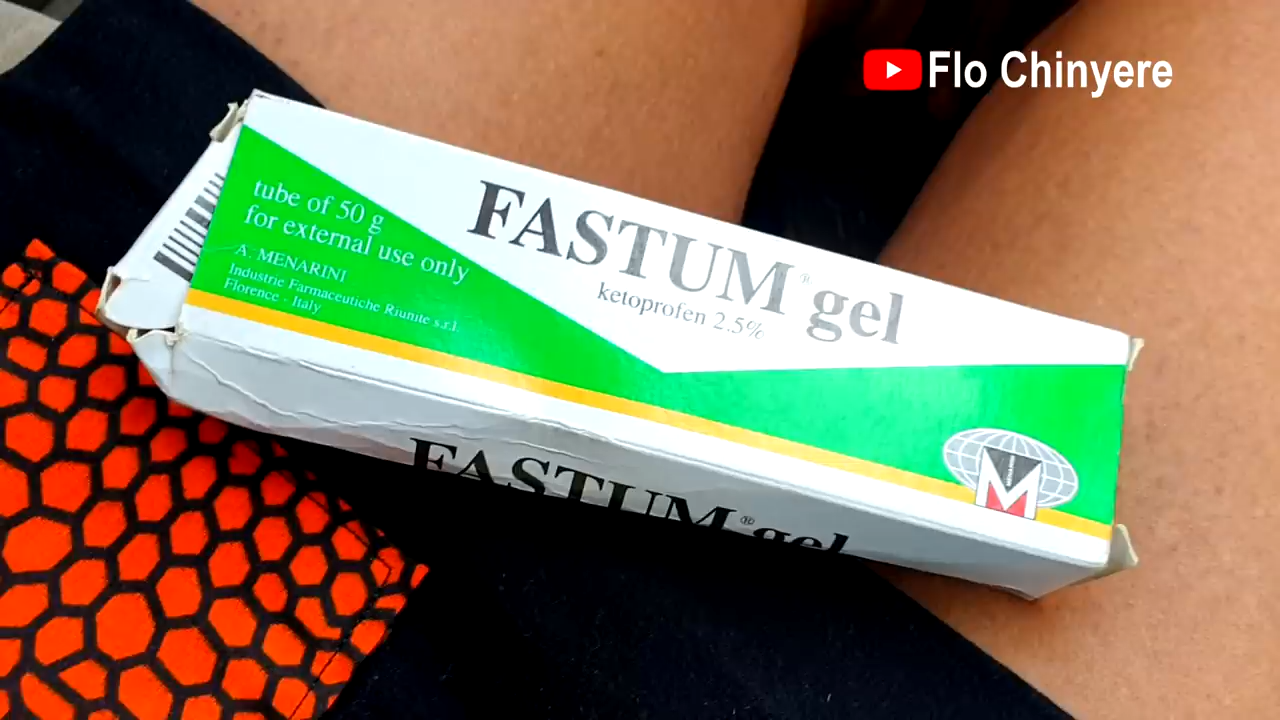 Flo Chinyere
FASTUM® gel
ketoprofen 2.5%
tube of 50 g
for external use only
A. MENARINI
Industrie Farmaceutiche Riunite s.r.l.
Florence - Italy
M
FASTUM® gel